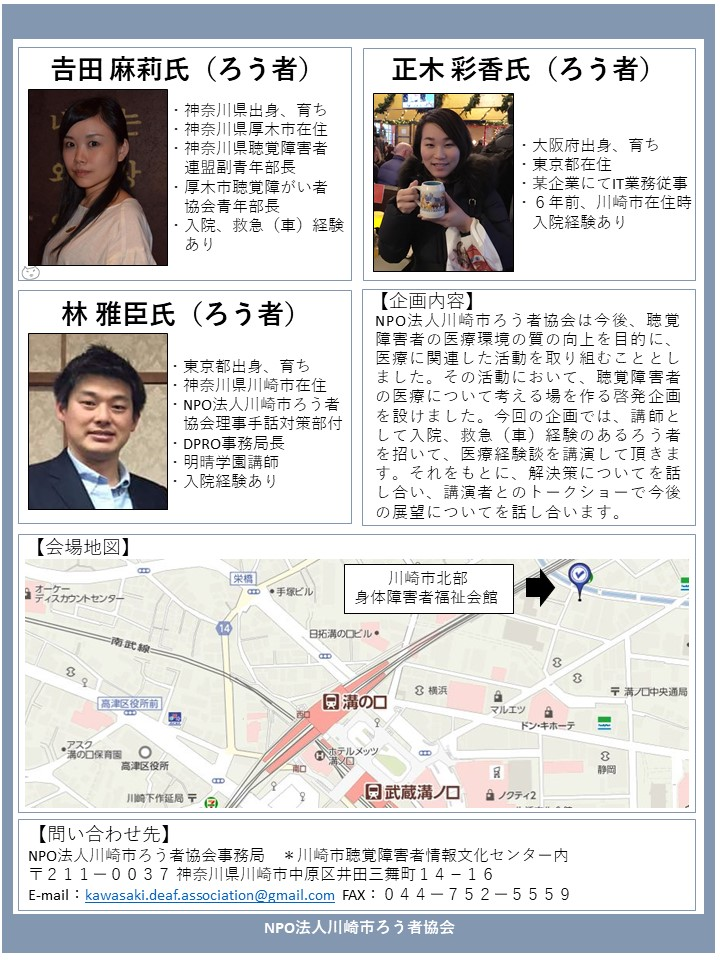 𠮷田 麻莉氏（ろう者）
・神奈川県出身、育ち
・神奈川県厚木市在住
・神奈川県聴覚障害者
連盟副青年部長
・厚木市聴覚障がい者
協会青年部長
・入院、救急（車）経験
あり
正木 彩香氏（ろう者）
・大阪府出身、育ち
・東京都在住
・某企業にてIT業務従事
・６年前、川崎市在住時
入院経験あり
林 雅臣氏（ろう者）
・東京都出身、育ち
・神奈川県川崎市在住
・NPO法人川崎市ろう者
協会理事手話対策部付
・DPRO事務局長
・明晴学園講師
・入院経験あり
【企画内容】
NPO法人川崎市ろう者協会は今後、聴覚
障害者の医療環境の質の向上を目的に、
医療に関連した活動を取り組むこととし
ました。その活動において、聴覚障害者
の医療について考える場を作る啓発企画
を設けました。今回の企画では、講師と
して入院、救急（車）経験のあるろう者
を招いて、医療経験談を講演して頂きま
す。それをもとに、解決策についてを話
し合い、講演者とのトークショーで今後
の展望についてを話し合います。
【会場地図】
川崎市北部
身体障害者福祉会館
オーケー
ディスカウントセンター
栄橋
手塚ビル
14
南武線
日拓溝の口ビル
高津区役所前
西口
溝の口
横浜
マルエツ
ドン・キホーテ
溝ノ口中央通局
アスク
溝の口保育園
高津区役所
ホテルメッツ
溝ノ口
南口
静岡
川崎下作延局
武蔵溝ノ口
ノクティ2
【問い合わせ先】
NPO法人川崎市ろう者協会事務局　＊川崎市聴覚障害者情報文化センター内
〒２１１－００３７ 神奈川県川崎市中原区井田三舞町１４－１６
E-mail：kawasaki.deaf.association@gmail.com FAX：０４４－７５２－５５５９
NPO法人川崎市ろう者協会